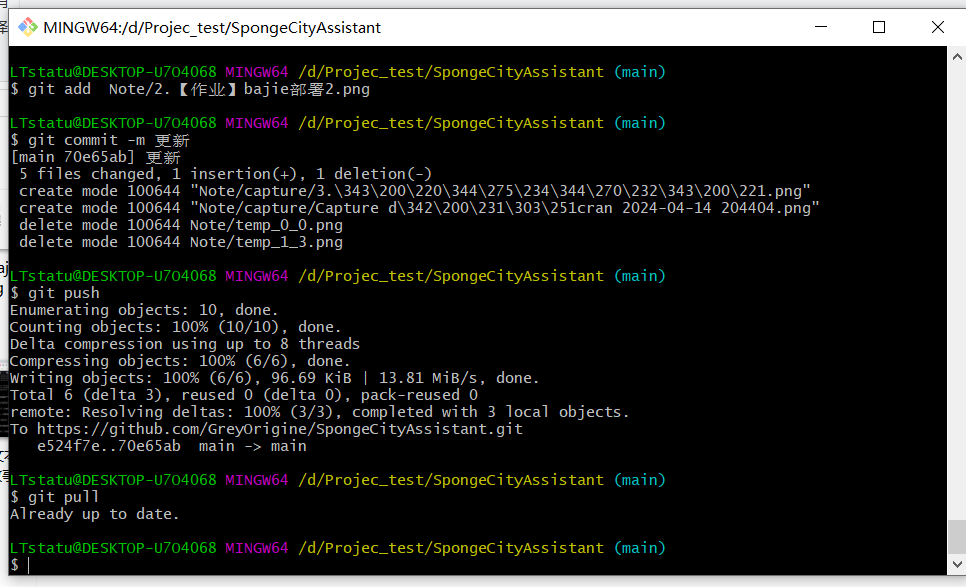 MINGW64:/d/Projec_test/SpongeCityAssistant
LTstatu@DESKTOP-U7O4068 MINGW64 /d/Projec_test/SpongeCityAssistant (main)
$ git add  Note/2.【作业】bajie部署2.png
LTstatu@DESKTOP-U7O4068 MINGW64 /d/Projec_test/SpongeCityAssistant (main)
$ git commit -m 更新
[main 70e65ab] 更新
 5 files changed, 1 insertion(+), 1 deletion(-)
 create mode 100644 "Note/capture/3.\343\200\220\344\275\234\344\270\232\343\200\221.png"
 create mode 100644 "Note/capture/Capture d\342\200\231\303\251cran 2024-04-14 204404.png"
 delete mode 100644 Note/temp_0_0.png
 delete mode 100644 Note/temp_1_3.png
LTstatu@DESKTOP-U7O4068 MINGW64 /d/Projec_test/SpongeCityAssistant (main)
$ git push
Enumerating objects: 10, done.
Counting objects: 100% (10/10), done.
Delta compression using up to 8 threads
Compressing objects: 100% (6/6), done.
Writing objects: 100% (6/6), 96.69 KiB | 13.81 MiB/s, done.
Total 6 (delta 3), reused 0 (delta 0), pack-reused 0
remote: Resolving deltas: 100% (3/3), completed with 3 local objects.
To https://github.com/GreyOrigine/SpongeCityAssistant.git
   e524f7e..70e65ab  main -> main
LTstatu@DESKTOP-U7O4068 MINGW64 /d/Projec_test/SpongeCityAssistant (main)
$ git pull
Already up to date.
LTstatu@DESKTOP-U7O4068 MINGW64 /d/Projec_test/SpongeCityAssistant (main)
$